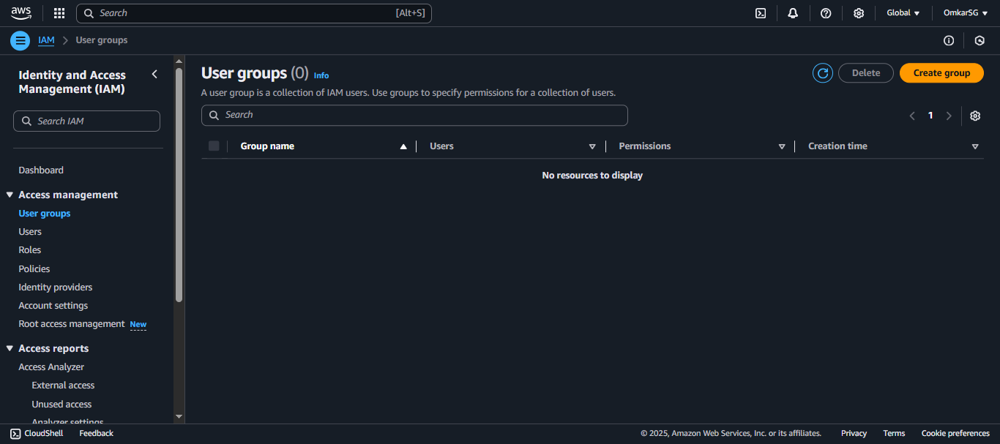 aws
Search [Alt+S]
Global
OmkarSG
IAM
User groups
Identity and Access
Management (IAM)
Search IAM
Dashboard
Access management
User groups
Users
Roles
Policies
Identity providers
Account settings
Root access management New
Access reports
Access Analyzer
External access
Unused access
Analyzer settings
User groups (0) Info
Delete
Create group
A user group is a collection of IAM users. Use groups to specify permissions for a collection of users.
Search
1
Group name Users Permissions Creation time
No resources to display
CloudShell Feedback © 2025, Amazon Web Services, Inc. or its affiliates. Privacy Terms Cookie preferences